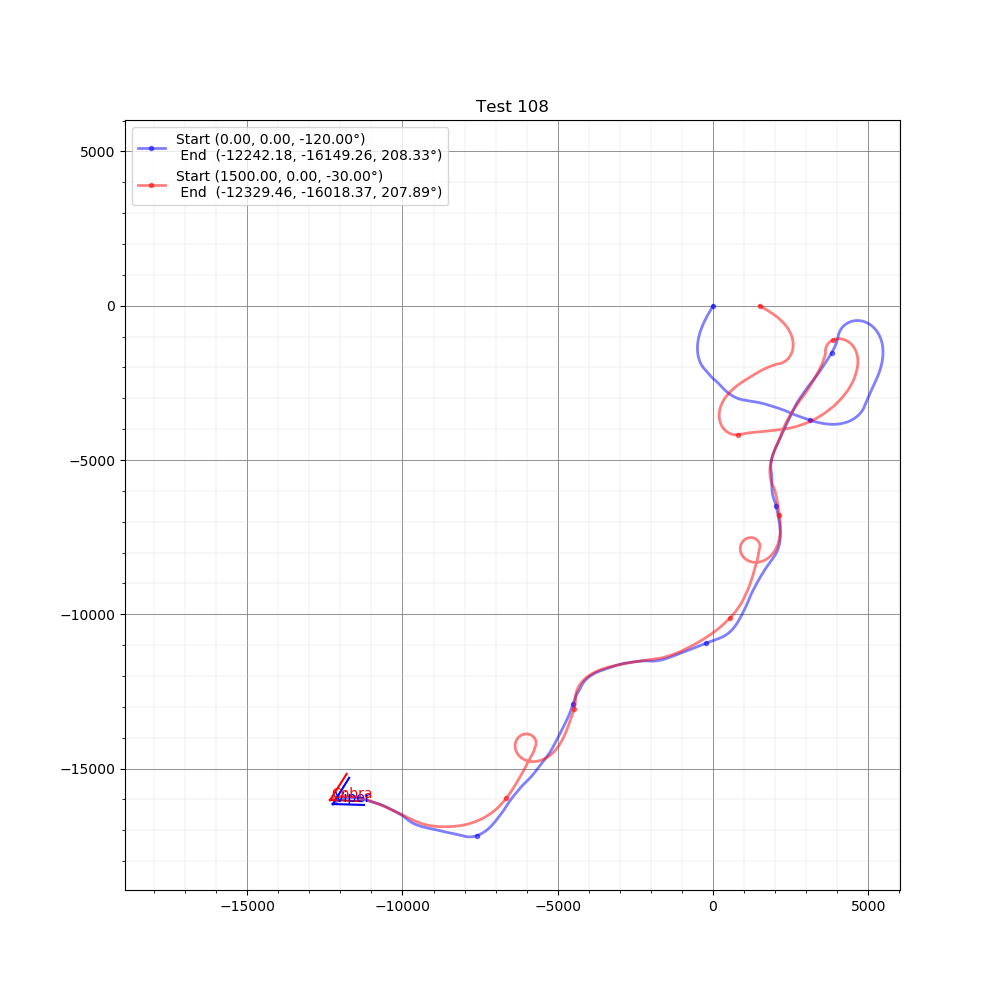 Test 108
Start (0.00, 0.00, -120.00°)
End  (-12242.18, -16149.26, 208.33°)
Start (1500.00, 0.00, -30.00°)
End  (-12329.46, -16018.37, 207.89°)
5000
0
−5000
−10000
−15000
−15000
−10000
−5000
0
5000